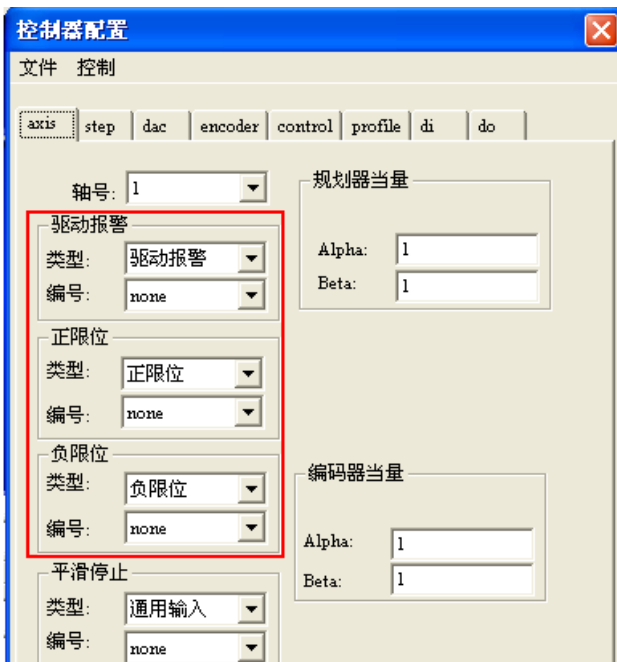 控制器配置
文件 控制
axis step dac encoder control profile di do
轴号: 1
驱动报警
类型: 驱动报警
编号: none
正限位
类型: 正限位
编号: none
负限位
类型: 负限位
编号: none
平滑停止
类型: 通用输入
编号: none
规划器当量
Alpha: 1
Beta: 1
编码器当量
Alpha: 1
Beta: 1